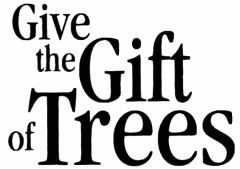 Give
the Gift
of Trees